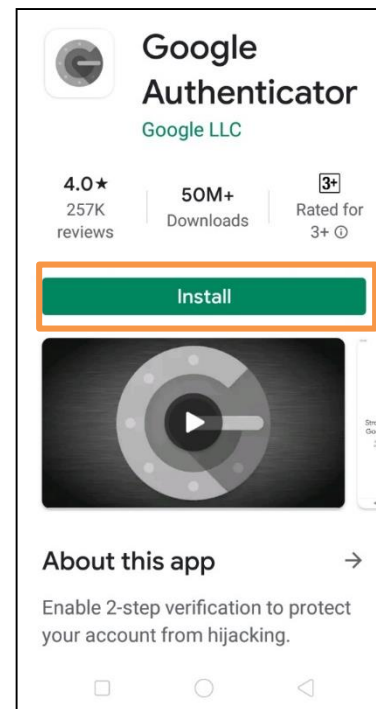 Google
Authenticator
Google LLC
4.0★
257K
reviews
50M+
Downloads
3+
Rated for
3+ ⓘ
Install
About this app →
Enable 2-step verification to protect
your account from hijacking.